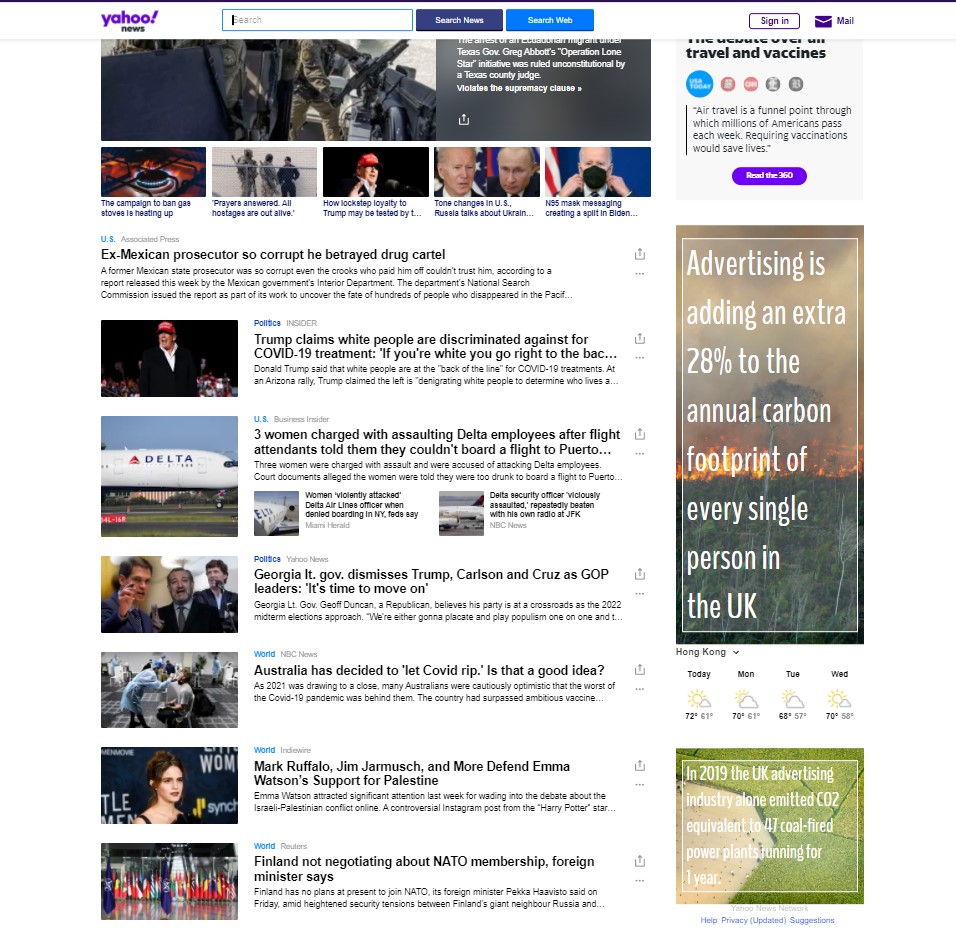 yahoo!
news
Search
Search News
Search Web
Sign in
Mail
The arrest of an Ecuadorian migrant under
Texas Gov. Greg Abbott's "Operation Lone
Star" initiative was ruled unconstitutional by
a Texas county judge.
Violates the supremacy clause »
The campaign to ban gas
stoves is heating up
'Prayers answered. All
hostages are out alive.'
How lockstep loyalty to
Trump may be tested by t...
Tone changes in U.S.,
Russia talks about Ukrain...
N95 mask messaging
creating a split in Biden...
U.S. Associated Press
Ex-Mexican prosecutor so corrupt he betrayed drug cartel
A former Mexican state prosecutor was so corrupt even the crooks who paid him off couldn't trust him, according to a
report released this week by the Mexican government's Interior Department. The department's National Search
Commission issued the report as part of its work to uncover the fate of hundreds of people who disappeared in the Pacif...
Politics INSIDER
Trump claims white people are discriminated against for
COVID-19 treatment: 'If you're white you go right to the bac...
Donald Trump said that white people are at the "back of the line" for COVID-19 treatments. At
an Arizona rally, Trump claimed the left is "denigrating white people to determine who lives a...
DELTA
4L-16R
U.S. Business Insider
3 women charged with assaulting Delta employees after flight
attendants told them they couldn't board a flight to Puerto...
Three women were charged with assault and were accused of attacking Delta employees.
Court documents alleged the women were told they were too drunk to board a flight to Puerto...
Women 'violently attacked'
Delta Air Lines officer when
denied boarding in NY, feds say
Miami Herald
Delta security officer 'viciously
assaulted,' repeatedly beaten
with his own radio at JFK
NBC News
Politics Yahoo News
Georgia lt. gov. dismisses Trump, Carlson and Cruz as GOP
leaders: 'It's time to move on'
Georgia Lt. Gov. Geoff Duncan, a Republican, believes his party is at a crossroads as the 2022
midterm elections approach. "We're either gonna placate and play populism one on one and t...
World NBC News
Australia has decided to 'let Covid rip.' Is that a good idea?
As 2021 was drawing to a close, many Australians were cautiously optimistic that the worst of
the Covid-19 pandemic was behind them. The country had surpassed ambitious vaccine...
World Indiewire
Mark Ruffalo, Jim Jarmusch, and More Defend Emma
Watson's Support for Palestine
Emma Watson attracted significant attention last week for wading into the debate about the
Israeli-Palestinian conflict online. A controversial Instagram post from the "Harry Potter" star...
World Reuters
Finland not negotiating about NATO membership, foreign
minister says
Finland has no plans at present to join NATO, its foreign minister Pekka Haavisto said on
Friday, amid heightened security tensions between Finland's giant neighbour Russia and...
The debate over air
travel and vaccines
USA
TODAY
CNN
"Air travel is a funnel point through
which millions of Americans pass
each week. Requiring vaccinations
would save lives."
Read the 360
Advertising is
adding an extra
28% to the
annual carbon
footprint of
every single
person in
the UK
Hong Kong
Today Mon Tue Wed
72° 61° 70° 61° 68° 57° 70° 58°
In 2019 the UK advertising
industry alone emitted CO2
equivalent to 47 coal-fired
power plants running for
1 year.
Yahoo News Network
Help Privacy (Updated) Suggestions